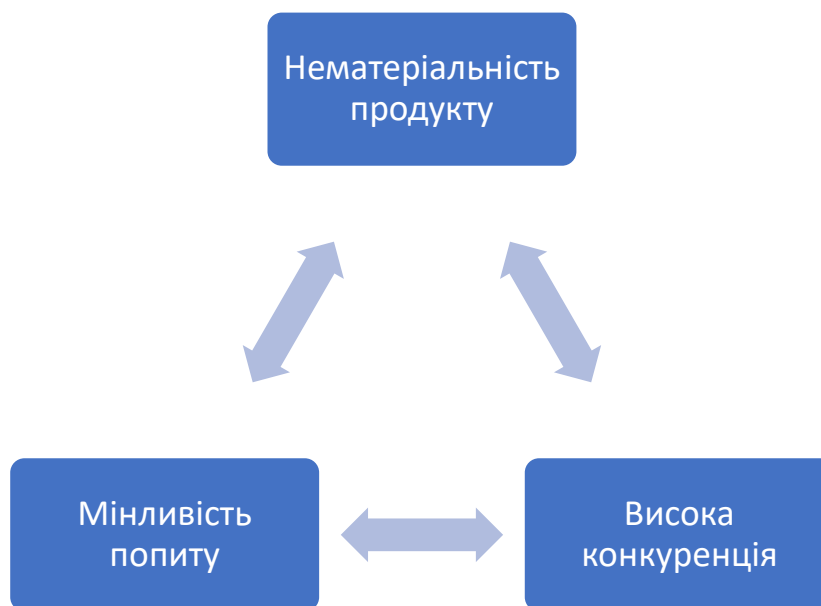 Нематеріальність
продукту
Мінливість
попиту
Висока
конкуренція